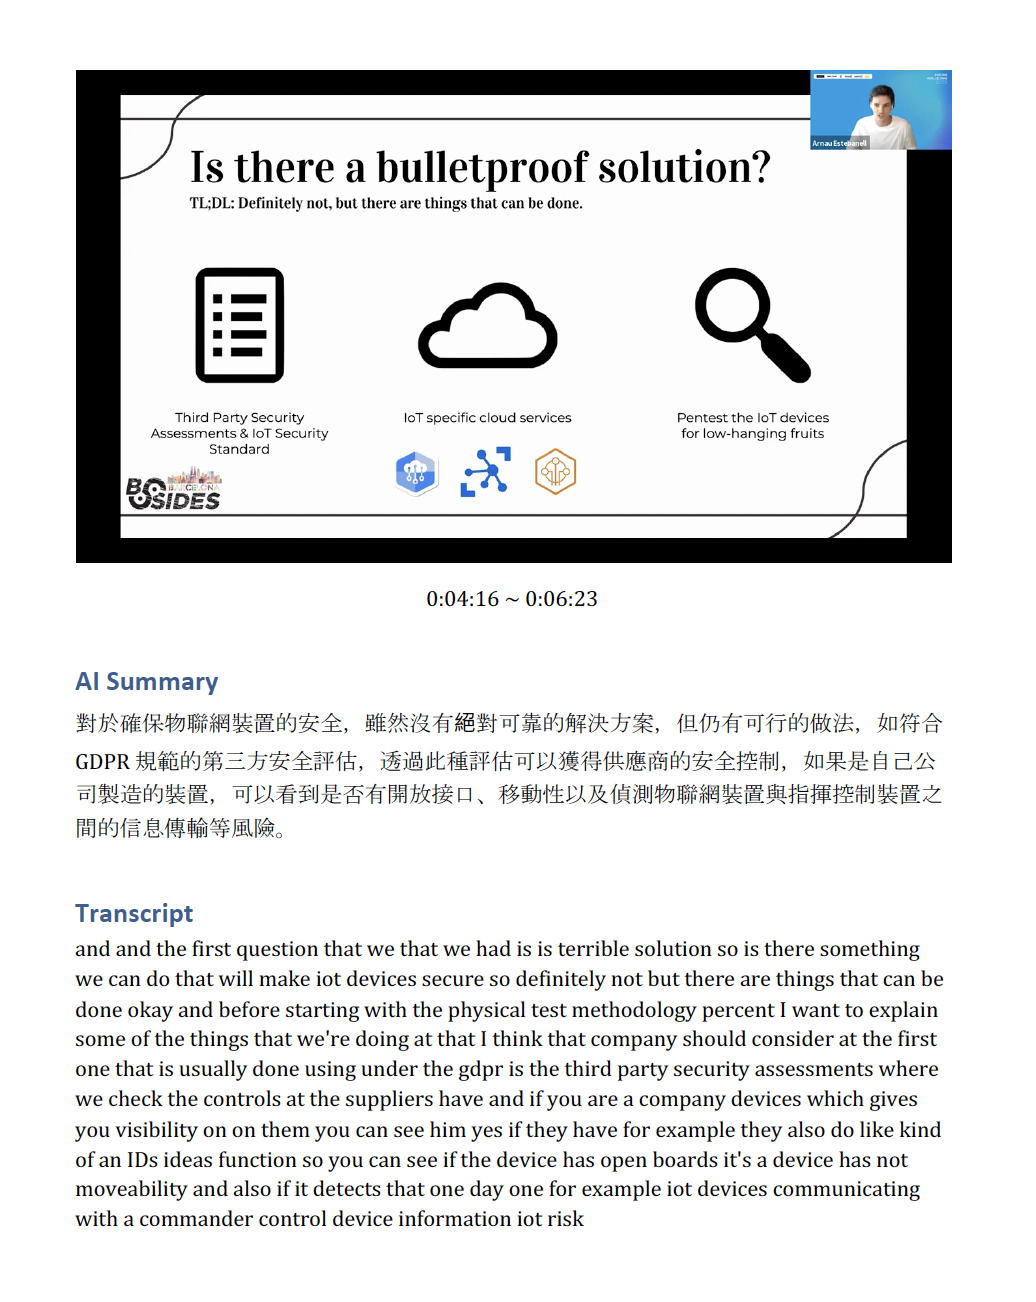 Arnau Estebanell
Is there a bulletproof solution?
TL;DL: Definitely not, but there are things that can be done.
Third Party Security
Assessments & IoT Security
Standard
IoT specific cloud services
Pentest the IoT devices
for low-hanging fruits
BARCELONA
BSIDES
0:04:16 ~ 0:06:23
AI Summary
對於確保物聯網裝置的安全，雖然沒有絕對可靠的解決方案，但仍有可行的做法，如符合
GDPR 規範的第三方安全評估，透過此種評估可以獲得供應商的安全控制，如果是自己公
司製造的裝置，可以看到是否有開放接口、移動性以及偵測物聯網裝置與指揮控制裝置之
間的信息傳輸等風險。
Transcript
and and the first question that we that we had is is terrible solution so is there something
we can do that will make iot devices secure so definitely not but there are things that can be
done okay and before starting with the physical test methodology percent I want to explain
some of the things that we're doing at that I think that company should consider at the first
one that is usually done using under the gdpr is the third party security assessments where
we check the controls at the suppliers have and if you are a company devices which gives
you visibility on on them you can see him yes if they have for example they also do like kind
of an IDs ideas function so you can see if the device has open boards it's a device has not
moveability and also if it detects that one day one for example iot devices communicating
with a commander control device information iot risk